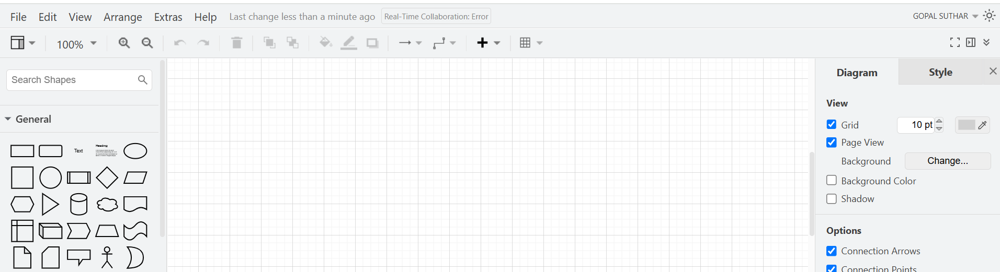 File Edit View Arrange Extras Help Last change less than a minute ago Real-Time Collaboration: Error GOPAL SUTHAR
100%
Search Shapes
Diagram Style
View
General
Grid 10 pt
Page View
Heading
Text
Background Change...
Background Color
Shadow
Options
Connection Arrows
Connection Points